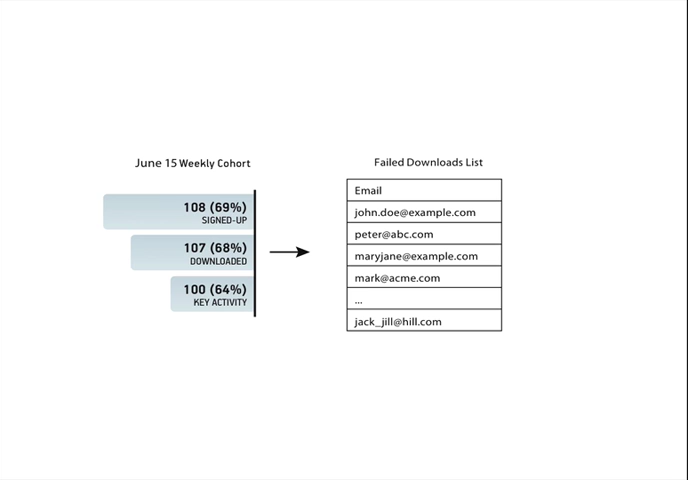 June 15 Weekly Cohort
108 (69%)
SIGNED-UP
107 (68%)
DOWNLOADED
100 (64%)
KEY ACTIVITY
Failed Downloads List
Email
john.doe@example.com
peter@abc.com
maryjane@example.com
mark@acme.com
...
jack_jill@hill.com